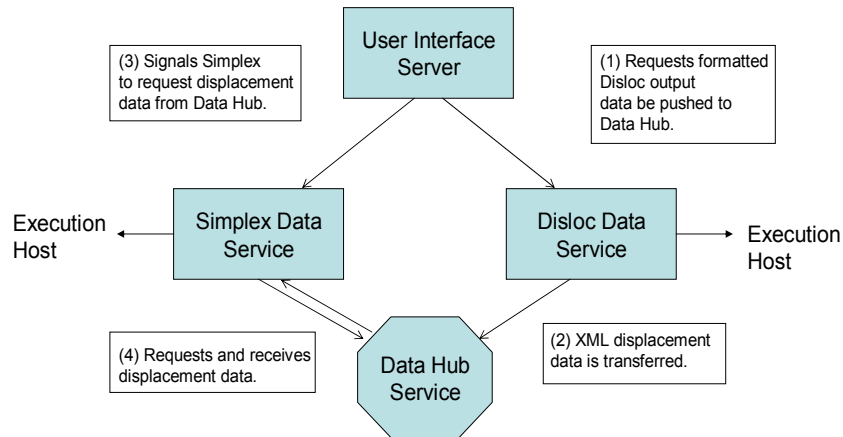 User Interface
Server
(3) Signals Simplex
to request displacement
data from Data Hub.
(1) Requests formatted
Disloc output
data be pushed to
Data Hub.
Execution
Host
Simplex Data
Service
Disloc Data
Service
Execution
Host
(4) Requests and receives
displacement data.
Data Hub
Service
(2) XML displacement
data is transferred.